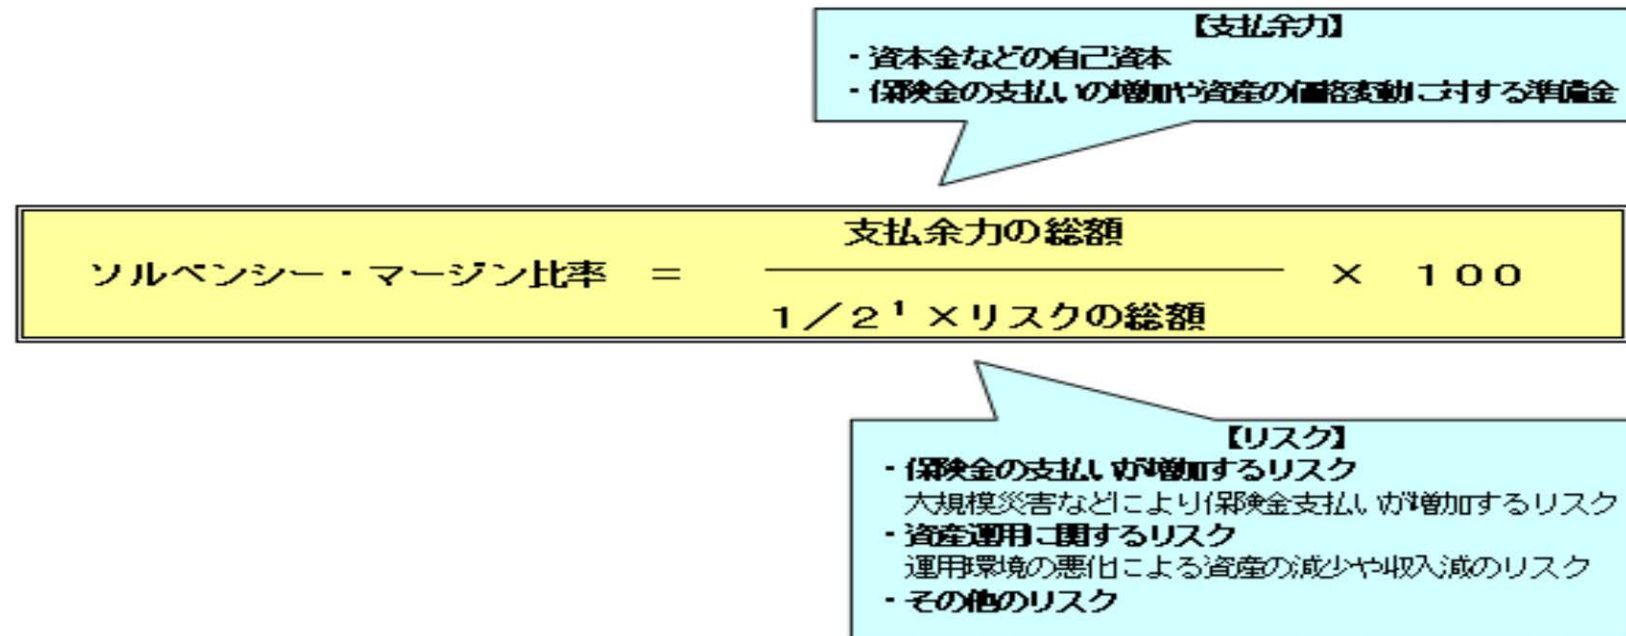 【支払余力】
・資本金などの自己資本
・保険金の支払いの増加や資産の価格変動に対する準備金
支払余力の総額
ソルベンシー・マージン比率 = ――― × 100
1/2¹ ×リスクの総額
【リスク】
・保険金の支払いが増加するリスク
大規模災害などにより保険金支払いが増加するリスク
・資産運用に関するリスク
運用環境の悪化による資産の減少や収入減のリスク
・その他のリスク